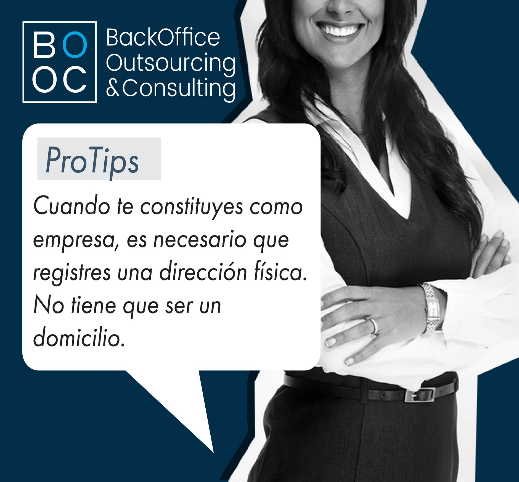 BO
OC
BackOffice
Outsourcing
&Consulting
ProTips
Cuando te constituyes como
empresa, es necesario que
registres una dirección física.
No tiene que ser un
domicilio.